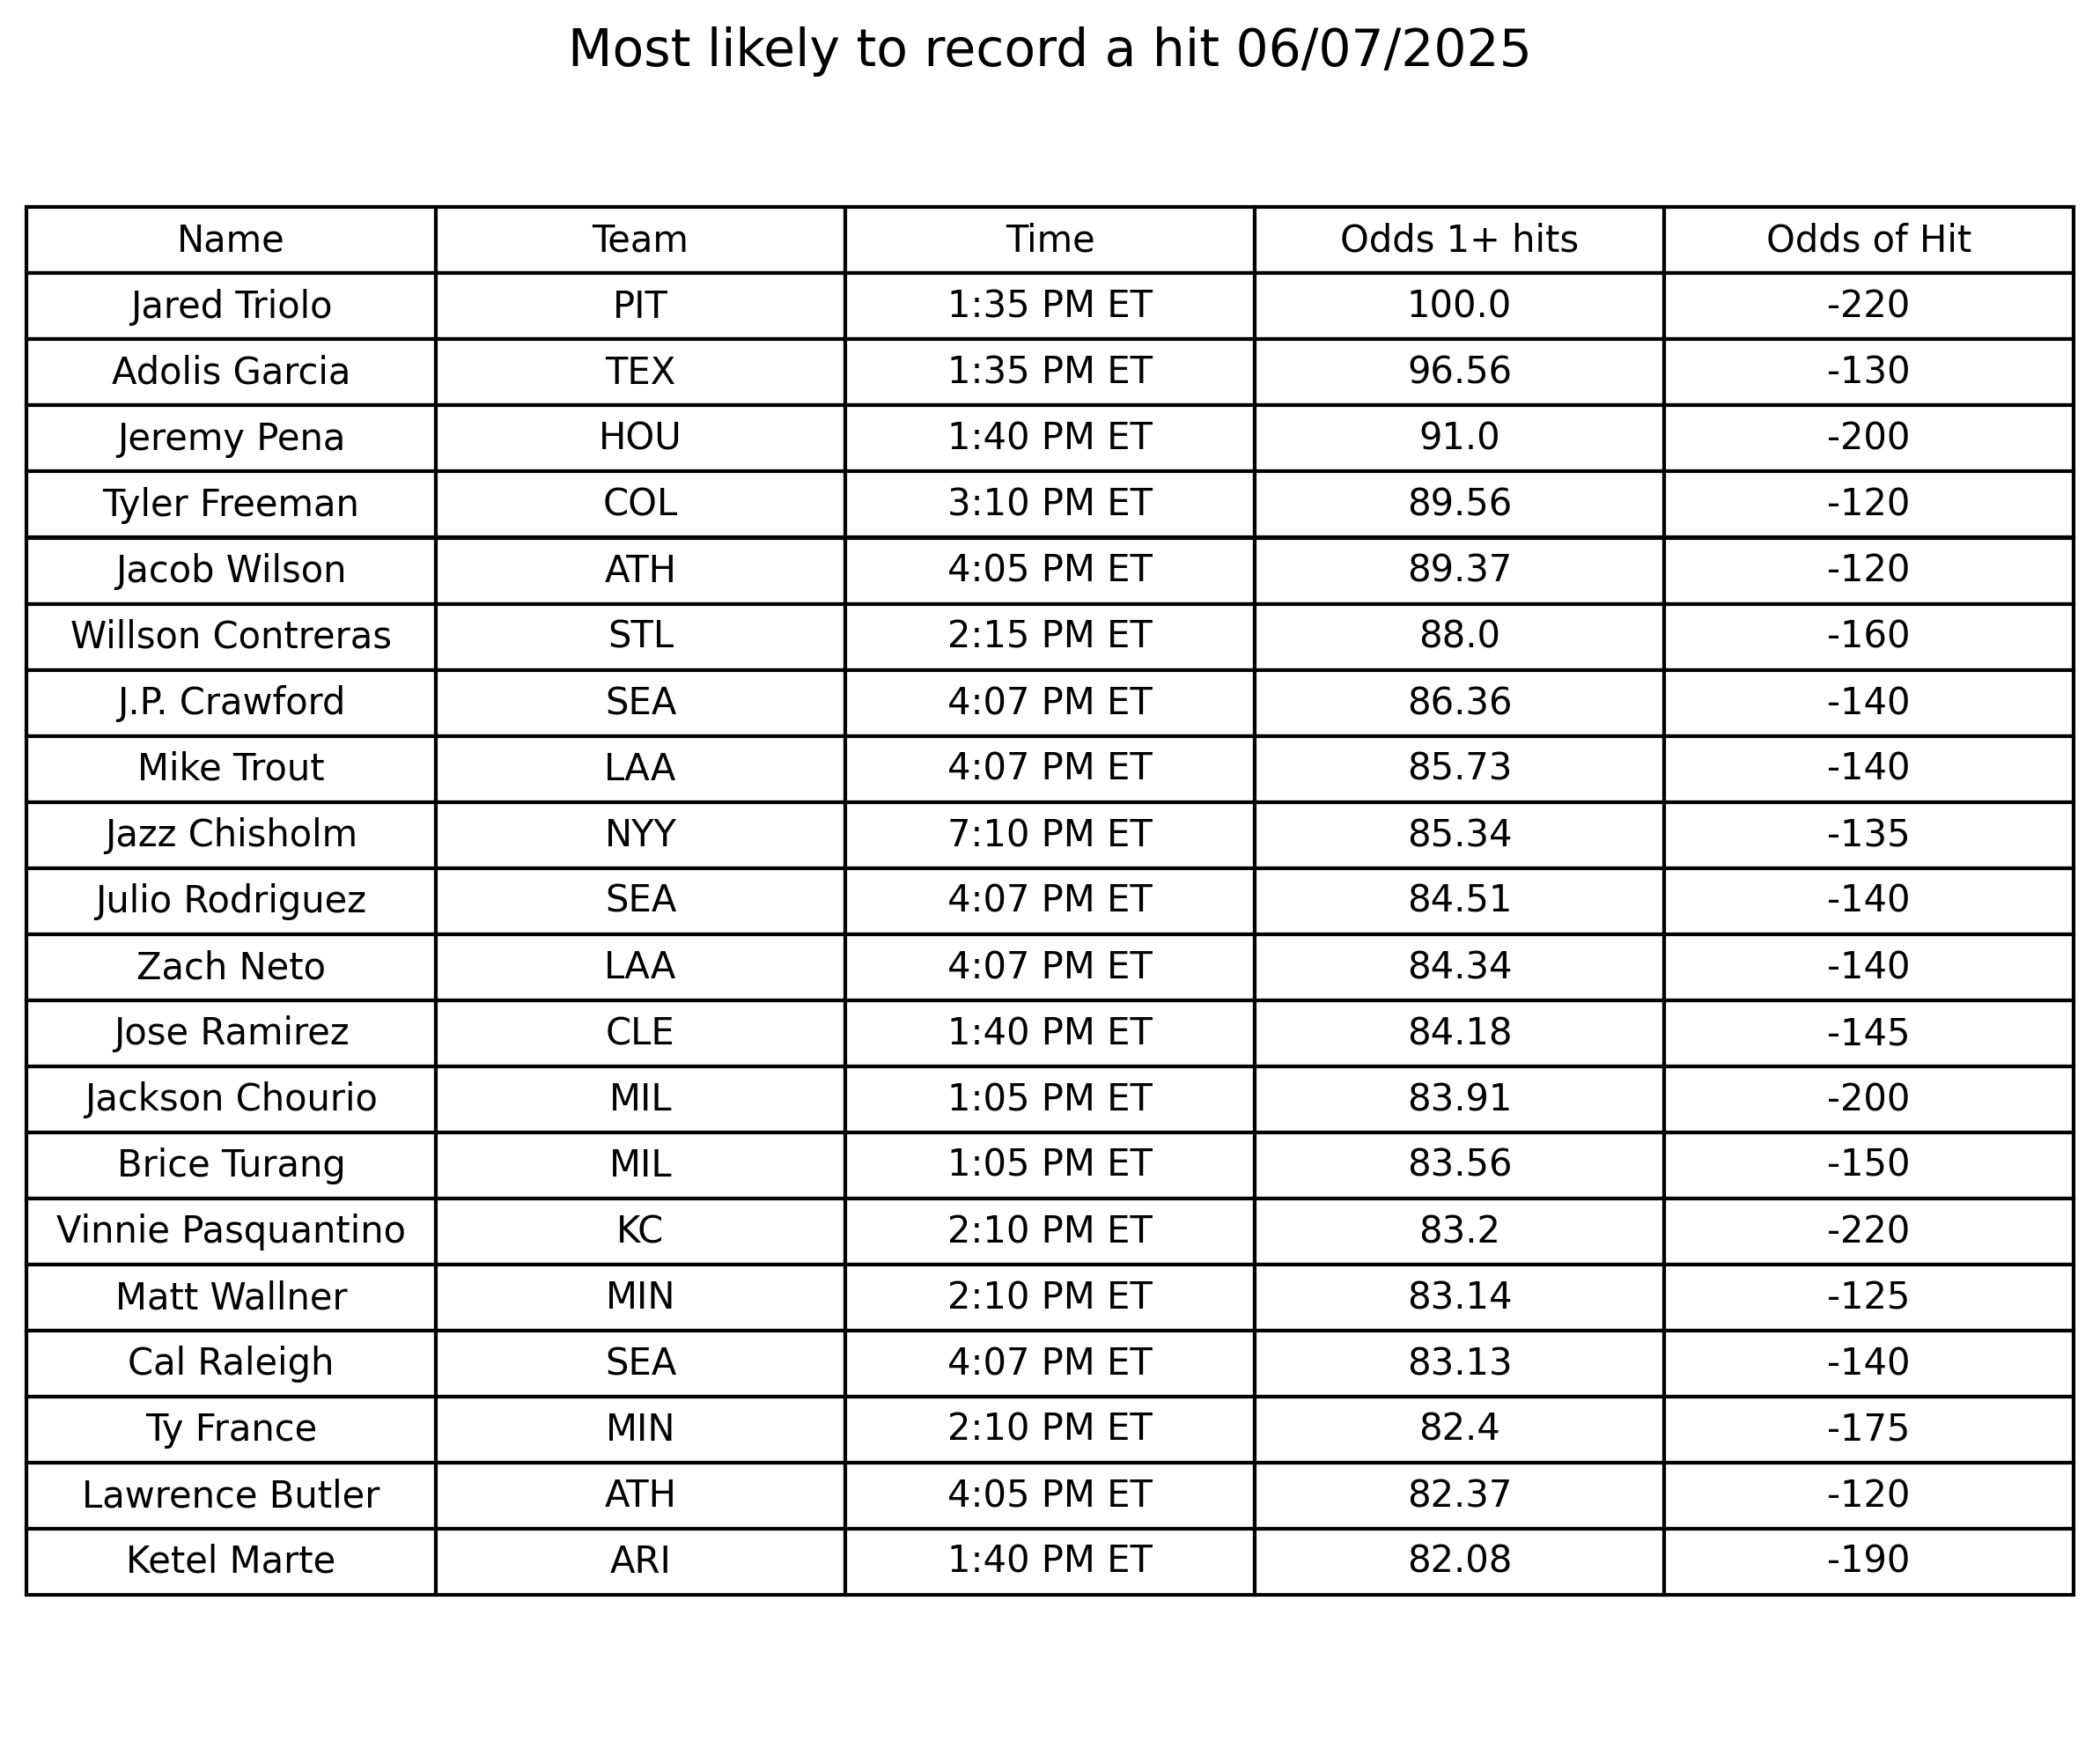 Most likely to record a hit 06/07/2025
Name Team Time Odds 1+ hits Odds of Hit
Jared Triolo PIT 1:35 PM ET 100.0 -220
Adolis Garcia TEX 1:35 PM ET 96.56 -130
Jeremy Pena HOU 1:40 PM ET 91.0 -200
Tyler Freeman COL 3:10 PM ET 89.56 -120
Jacob Wilson ATH 4:05 PM ET 89.37 -120
Willson Contreras STL 2:15 PM ET 88.0 -160
J.P. Crawford SEA 4:07 PM ET 86.36 -140
Mike Trout LAA 4:07 PM ET 85.73 -140
Jazz Chisholm NYY 7:10 PM ET 85.34 -135
Julio Rodriguez SEA 4:07 PM ET 84.51 -140
Zach Neto LAA 4:07 PM ET 84.34 -140
Jose Ramirez CLE 1:40 PM ET 84.18 -145
Jackson Chourio MIL 1:05 PM ET 83.91 -200
Brice Turang MIL 1:05 PM ET 83.56 -150
Vinnie Pasquantino KC 2:10 PM ET 83.2 -220
Matt Wallner MIN 2:10 PM ET 83.14 -125
Cal Raleigh SEA 4:07 PM ET 83.13 -140
Ty France MIN 2:10 PM ET 82.4 -175
Lawrence Butler ATH 4:05 PM ET 82.37 -120
Ketel Marte ARI 1:40 PM ET 82.08 -190